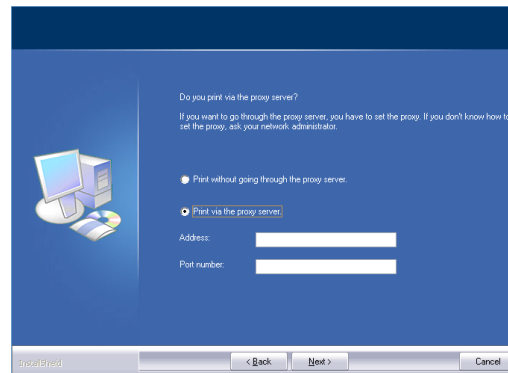 Do you print via the proxy server?
If you want to go through the proxy server, you have to set the proxy. If you don't know how to
set the proxy, ask your network administrator.
Print without going through the proxy server.
Print via the proxy server.
Address:
Port number:
InstallShield
< Back
Next >
Cancel